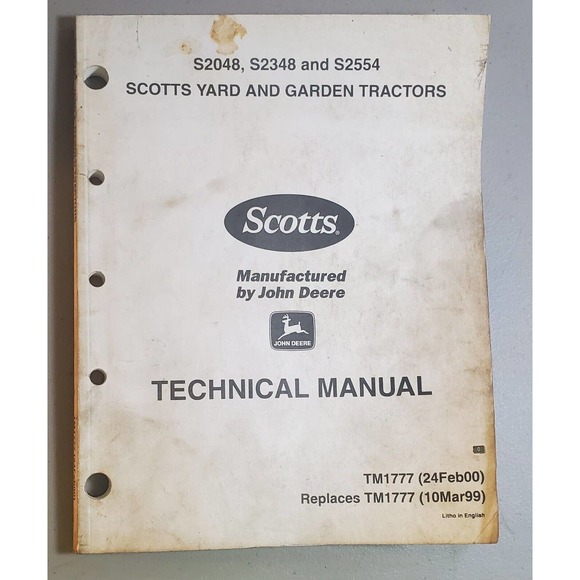 S2048, S2348 and S2554
SCOTTS YARD AND GARDEN TRACTORS
Scotts®
Manufactured
by John Deere
JOHN DEERE
TECHNICAL MANUAL
TM1777 (24Feb00)
Replaces TM1777 (10Mar99)
Litho in English